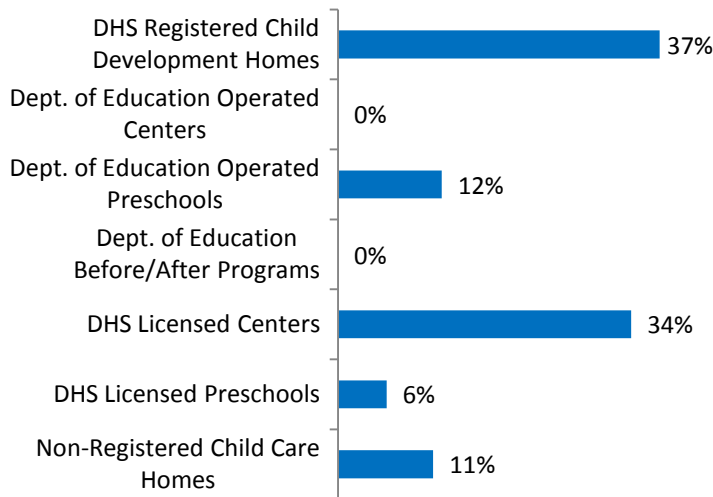 DHS Registered Child
Development Homes
37%
Dept. of Education Operated
Centers
0%
Dept. of Education Operated
Preschools
12%
Dept. of Education
Before/After Programs
0%
DHS Licensed Centers
34%
DHS Licensed Preschools
6%
Non-Registered Child Care
Homes
11%